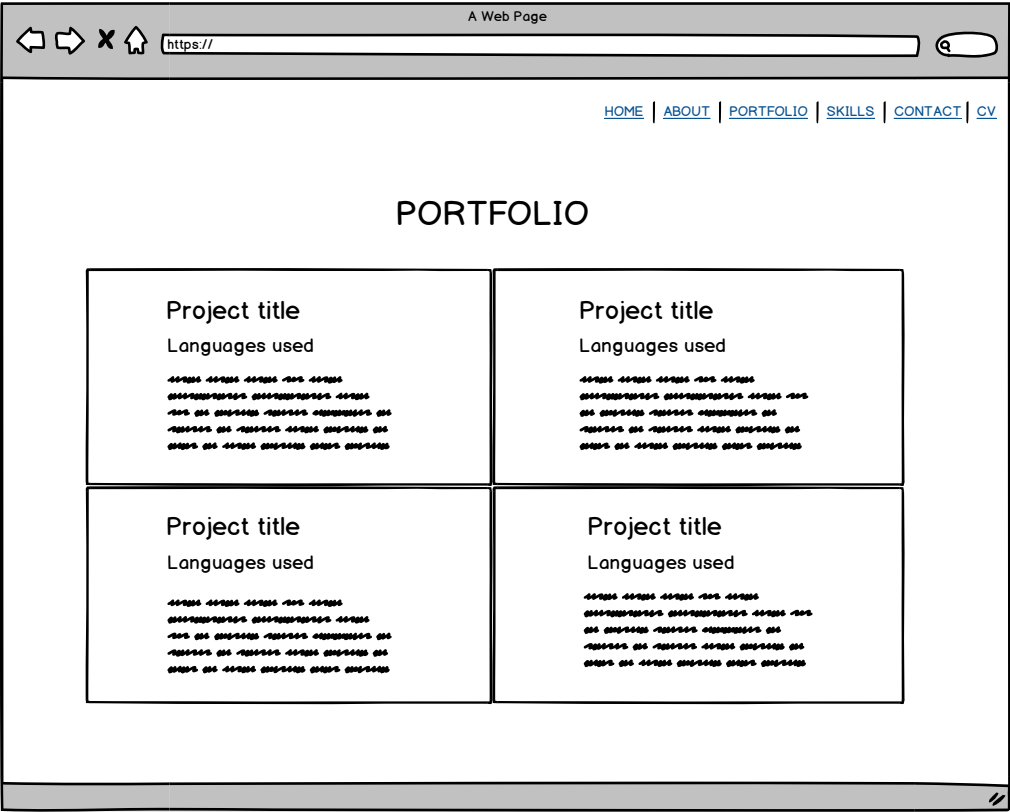 A Web Page
https://
HOME | ABOUT | PORTFOLIO | SKILLS | CONTACT | CV
PORTFOLIO
Project title
Languages used
Project title
Languages used
Project title
Languages used
Project title
Languages used